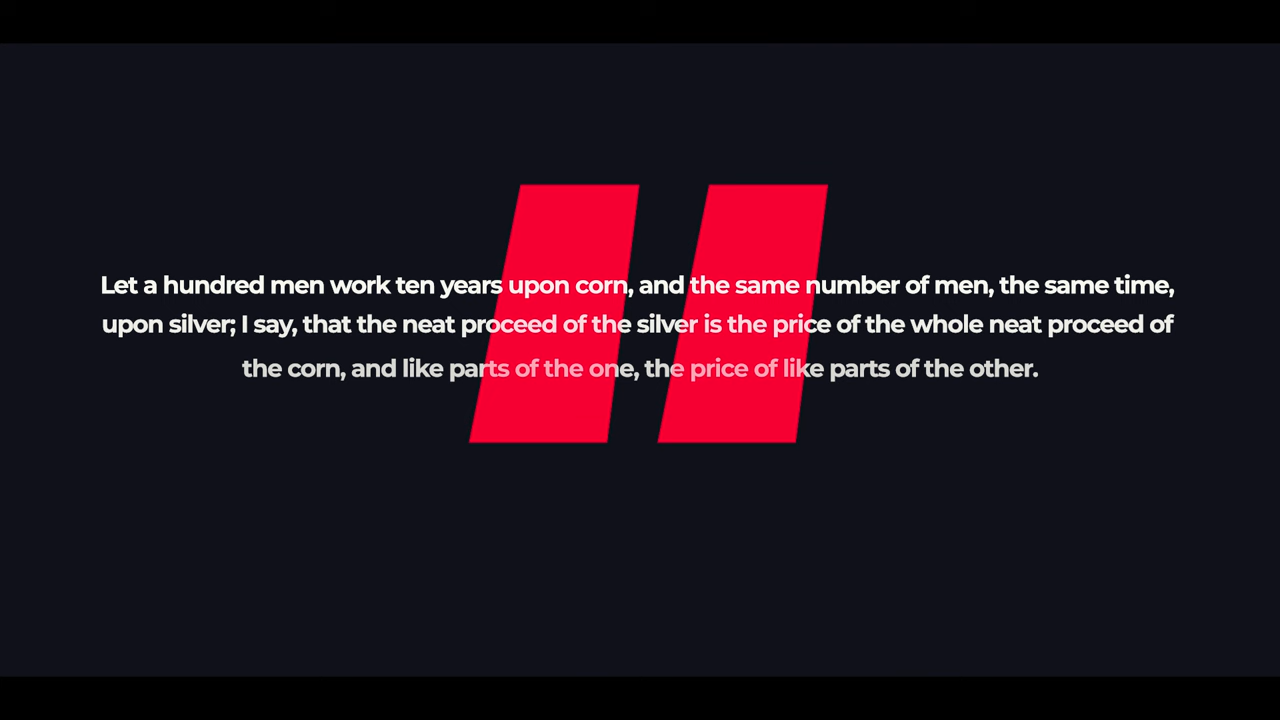 Let a hundred men work ten years upon corn, and the same number of men, the same time,
upon silver; I say, that the neat proceed of the silver is the price of the whole neat proceed of
the corn, and like parts of the one, the price of like parts of the other.